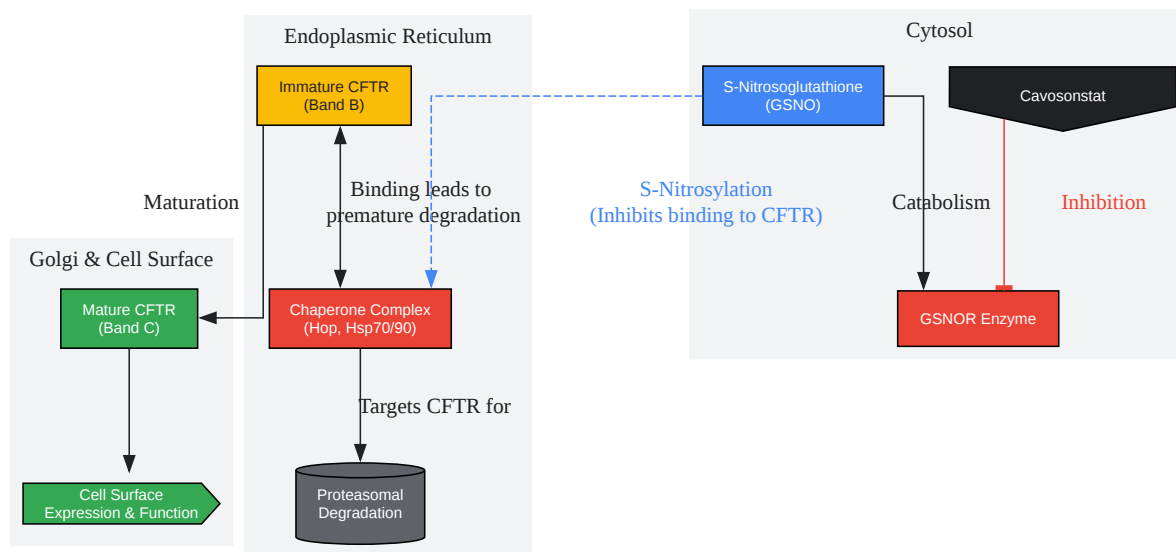 Endoplasmic Reticulum
Cytosol
Immature CFTR
(Band B)
S-Nitrosoglutathione
(GSNO)
Cavosonstat
Maturation
Binding leads to
premature degradation
S-Nitrosylation
(Inhibits binding to CFTR)
Catabolism
Inhibition
Golgi & Cell Surface
Mature CFTR
(Band C)
Chaperone Complex
(Hop, Hsp70/90)
GSNOR Enzyme
Targets CFTR for
Cell Surface
Expression & Function
Proteasomal
Degradation